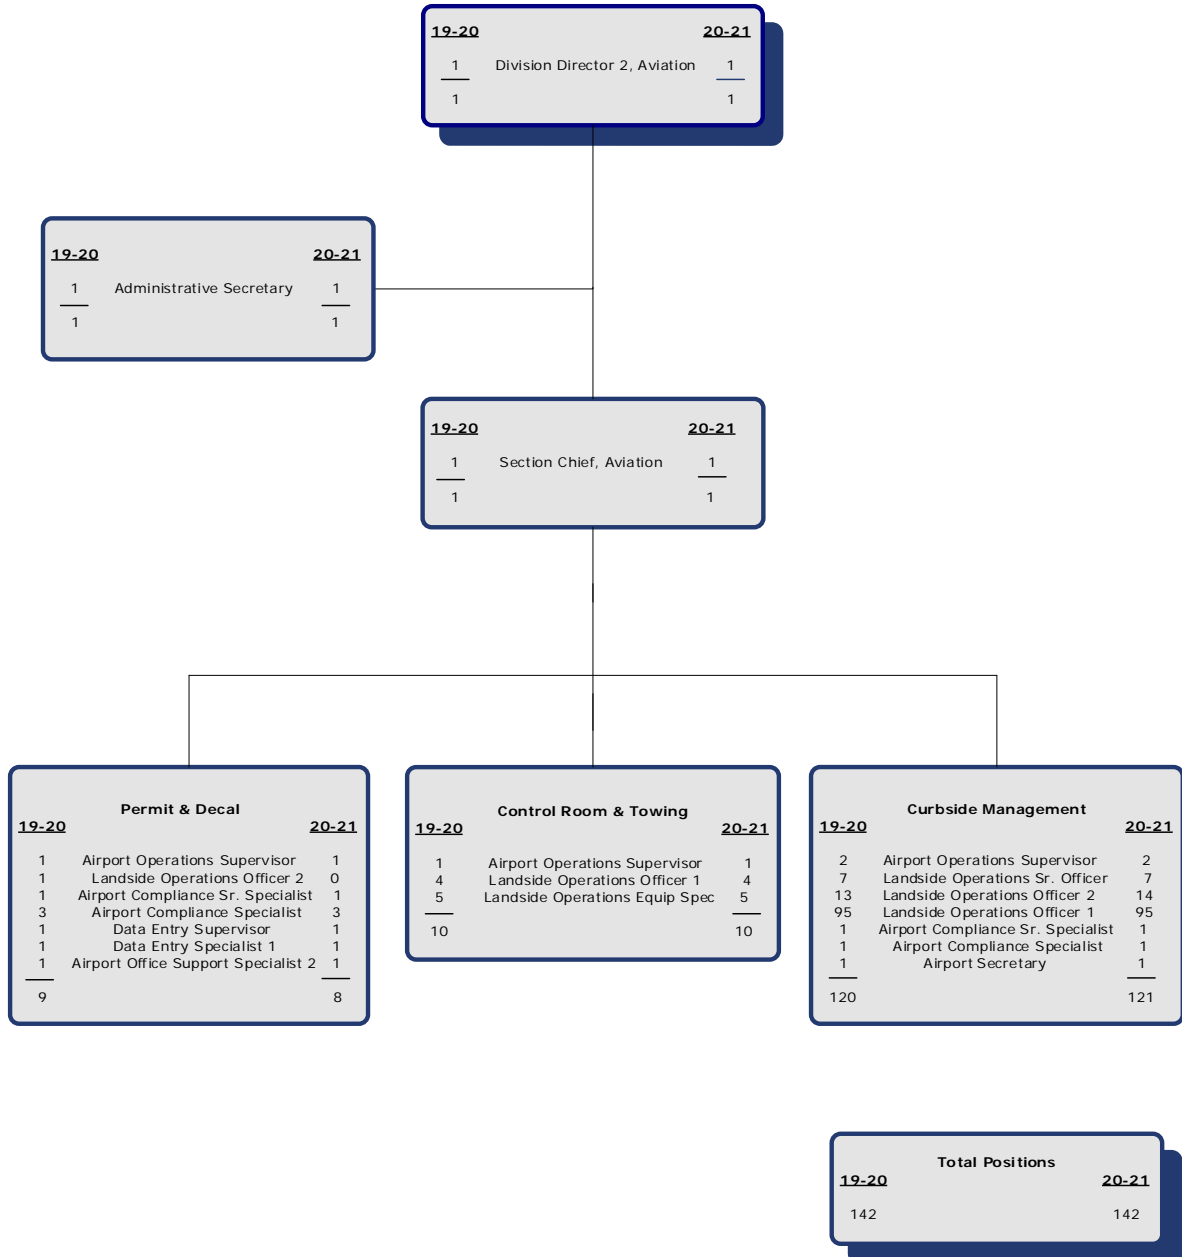 19-20 20-21
1 Division Director 2, Aviation 1
1 1
19-20 20-21
1 Administrative Secretary 1
1 1
19-20 20-21
1 Section Chief, Aviation 1
1 1
Permit & Decal
19-20 20-21
1 Airport Operations Supervisor 1
1 Landside Operations Officer 2 0
1 Airport Compliance Sr. Specialist 1
3 Airport Compliance Specialist 3
1 Data Entry Supervisor 1
1 Data Entry Specialist 1 1
1 Airport Office Support Specialist 2 1
9 8
Control Room & Towing
19-20 20-21
1 Airport Operations Supervisor 1
4 Landside Operations Officer 1 4
5 Landside Operations Equip Spec 5
10 10
Curbside Management
19-20 20-21
2 Airport Operations Supervisor 2
7 Landside Operations Sr. Officer 7
13 Landside Operations Officer 2 14
95 Landside Operations Officer 1 95
1 Airport Compliance Sr. Specialist 1
1 Airport Compliance Specialist 1
1 Airport Secretary 1
120 121
Total Positions
19-20 20-21
142 142